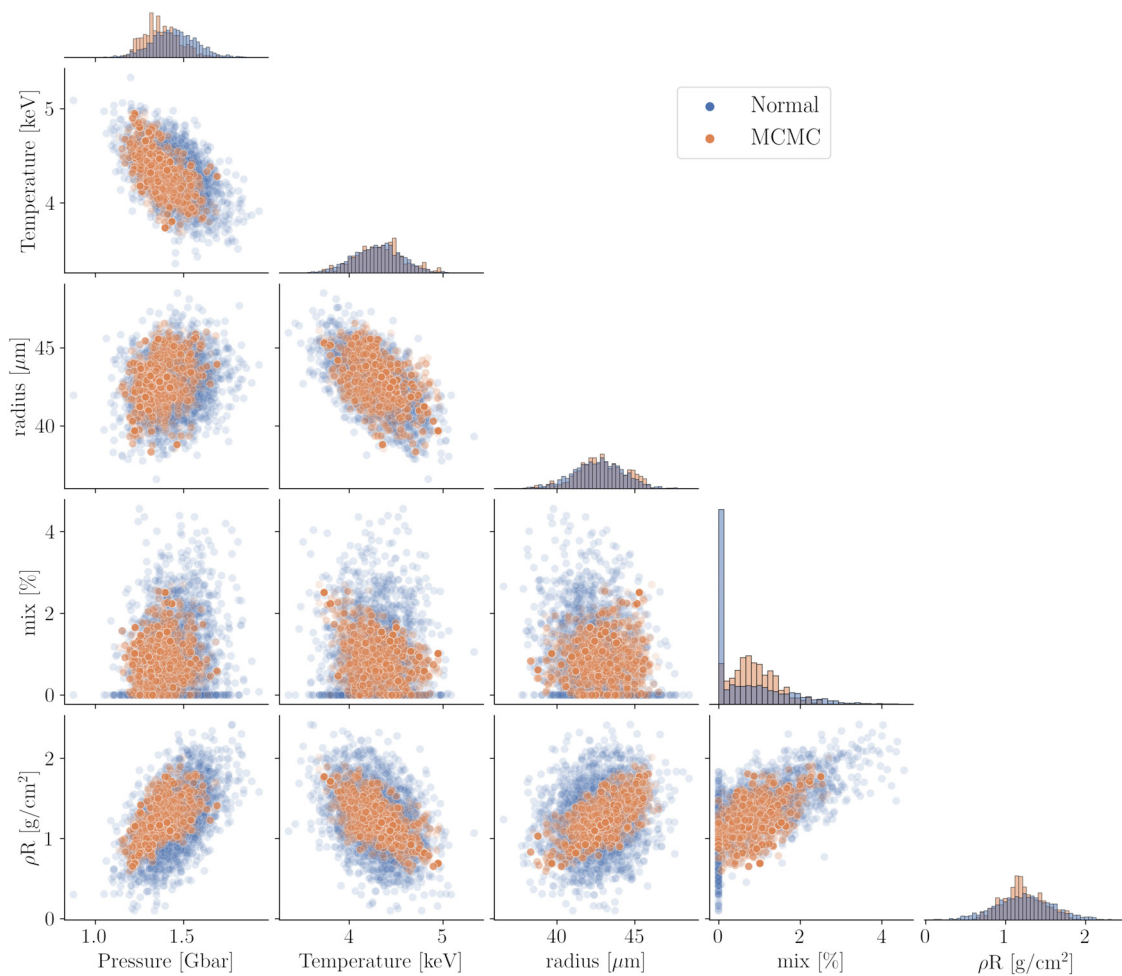 Normal
MCMC
Temperature [keV]
5
4
radius [μm]
45
40
mix [%]
4
2
0
ρR [g/cm²]
2
1
0
1.0 1.5 4 5 40 45 0 2 4 0 1 2
Pressure [Gbar] Temperature [keV] radius [μm] mix [%] ρR [g/cm²]